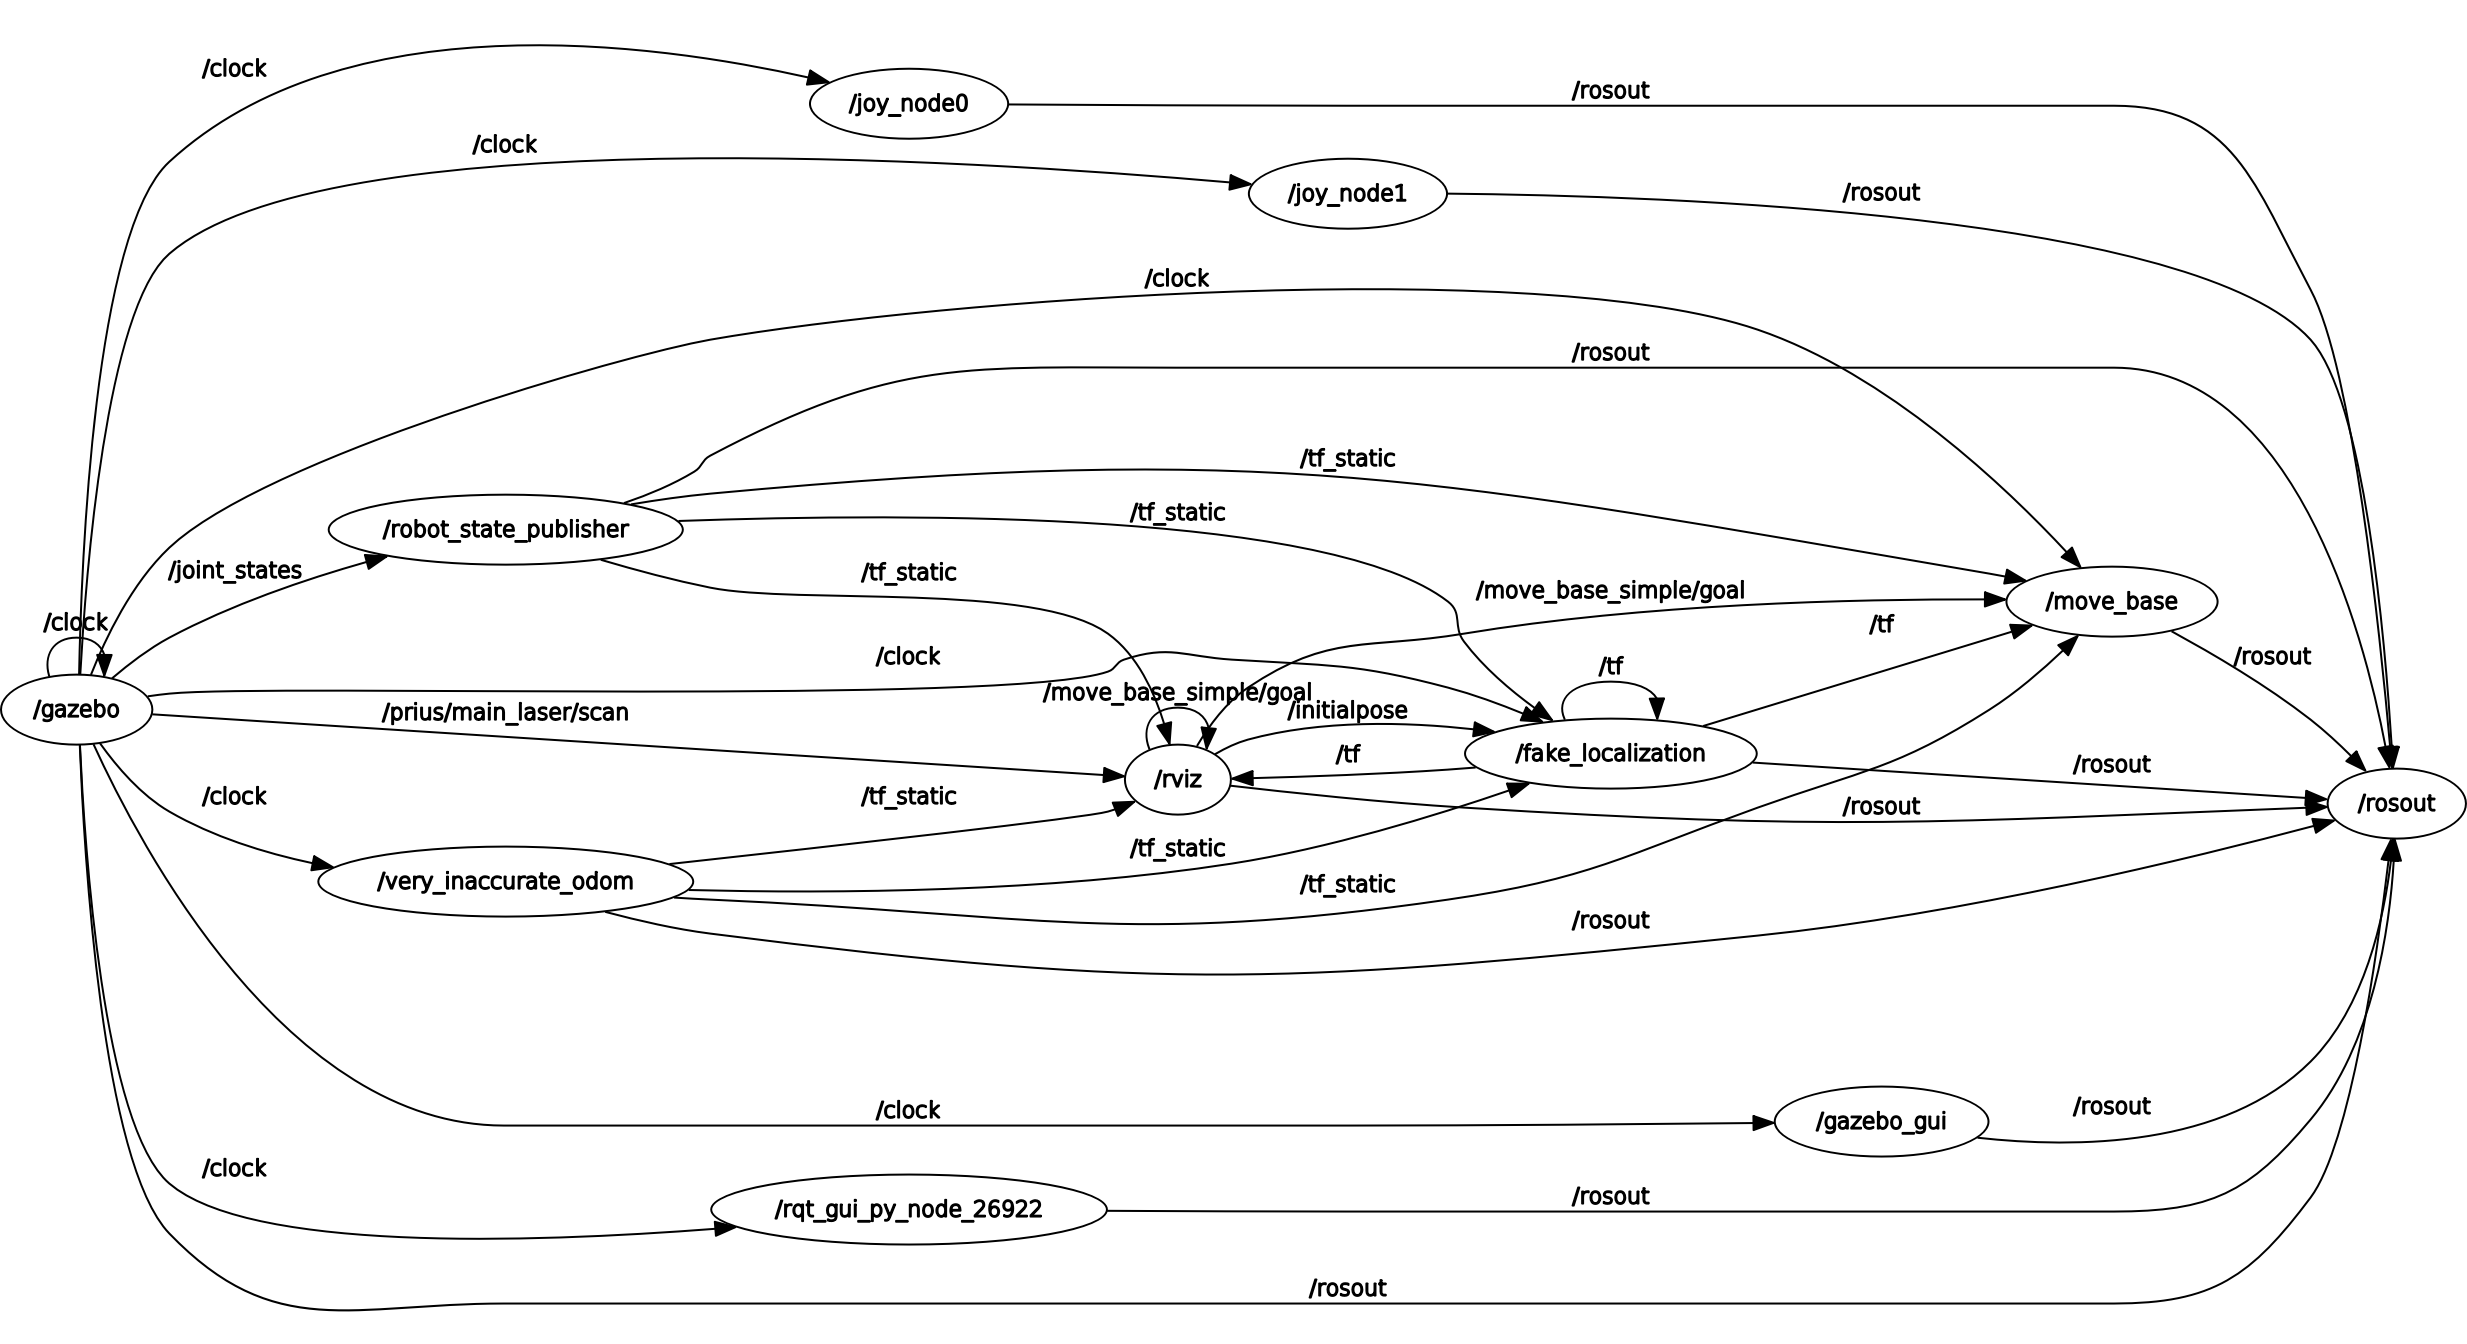 /clock
/joy_node0
/rosout
/clock
/joy_node1
/rosout
/clock
/rosout
/tf_static
/tf_static
/robot_state_publisher
/joint_states
/tf_static
/move_base_simple/goal
/move_base
/clock
/tf
/clock
/tf
/rosout
/move_base_simple/goal
/gazebo
/prius/main_laser/scan
/initialpose
/tf
/fake_localization
/rosout
/rviz
/clock
/tf_static
/rosout
/rosout
/tf_static
/very_inaccurate_odom
/tf_static
/rosout
/clock
/gazebo_gui
/rosout
/clock
/rqt_gui_py_node_26922
/rosout
/rosout